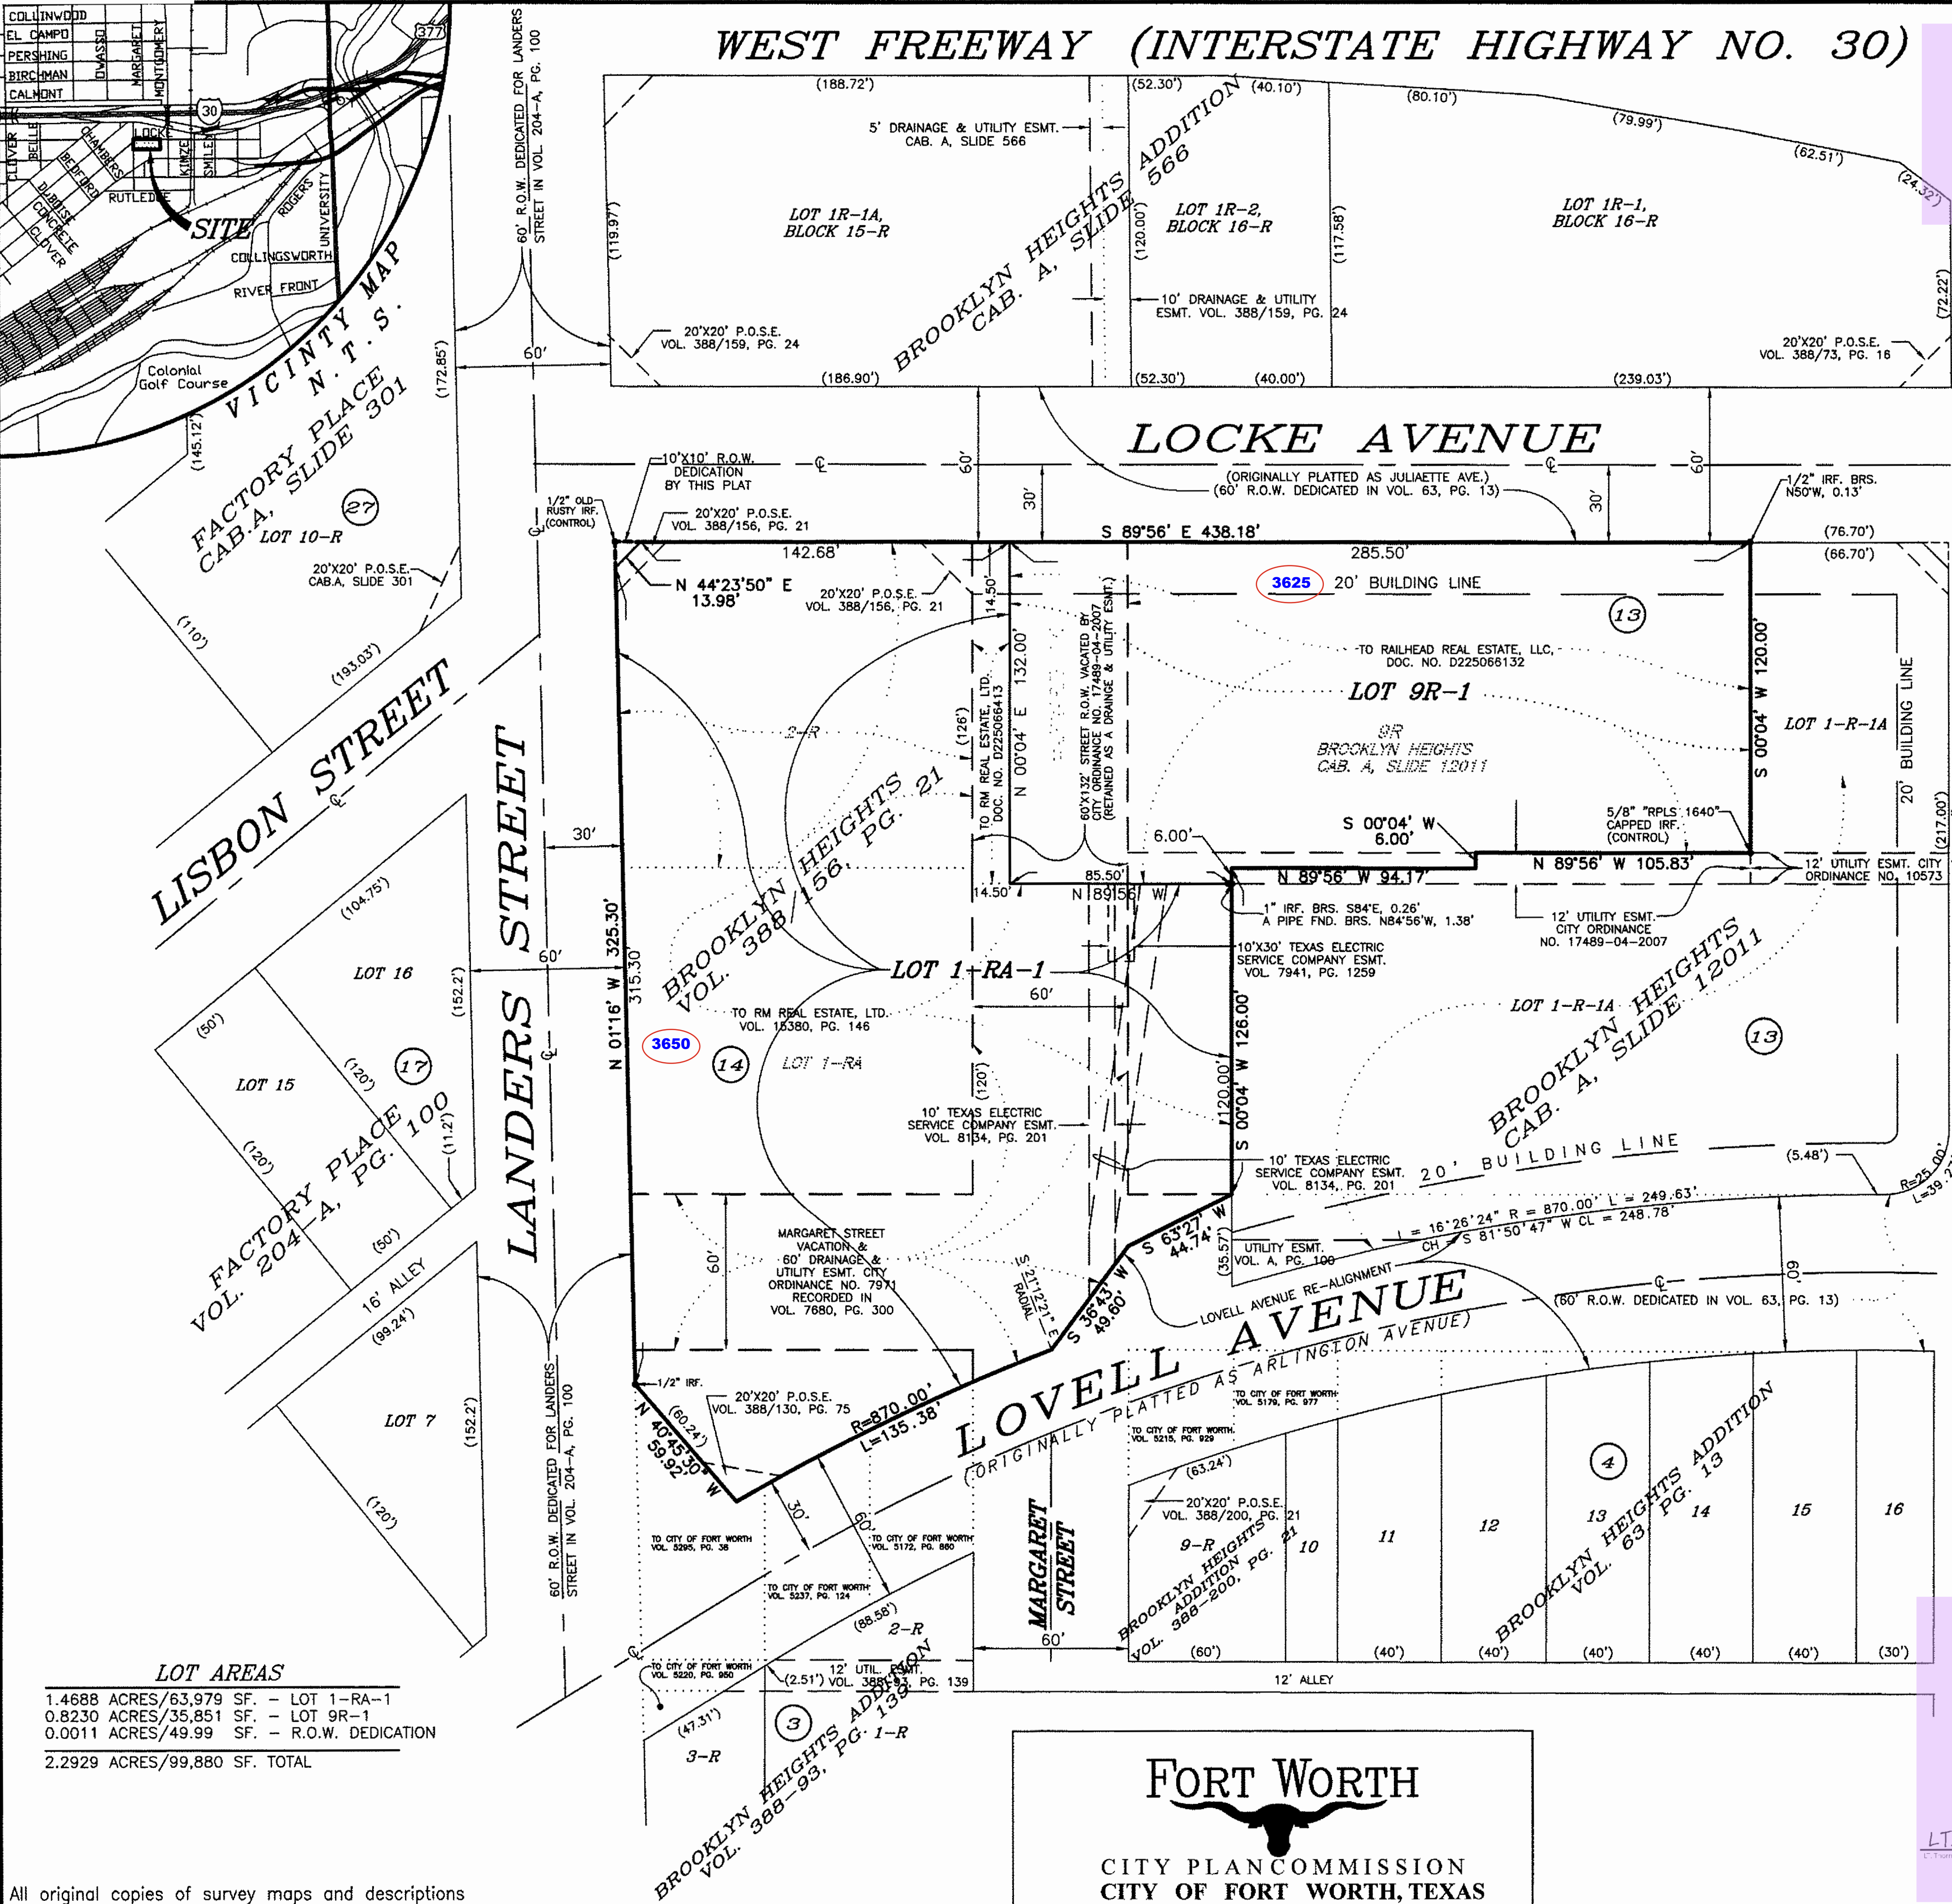 WEST FREEWAY (INTERSTATE HIGHWAY NO. 30)
COLLINWOOD
EL CAMPO
PERSHING
BIRCHMAN
CALMONT
OWASSO
MARGARET
MONTGOMERY
377
30
LOCKE
CLOVER
BELLE
CHAMBERS
BEDFORD
DUBOISE
CONCRETE
CLOVER
KIMZEY
SMILEY
RUTLEDGE
ROGERS
UNIVERSITY
SITE
COLLINGSWORTH
RIVER FRONT
Colonial
Golf Course
VICINITY MAP
N. T. S.
60' R.O.W. DEDICATED FOR LANDERS
STREET IN VOL. 204-A, PG. 100
(188.72')
(52.30')
(40.10')
(80.10')
(79.99')
(62.51')
(24.32')
(72.22')
5' DRAINAGE & UTILITY ESMT.
CAB. A, SLIDE 566
BROOKLYN HEIGHTS ADDITION
CAB. A, SLIDE 566
(119.97')
LOT 1R-1A,
BLOCK 15-R
(120.00')
LOT 1R-2,
BLOCK 16-R
(117.58')
LOT 1R-1,
BLOCK 16-R
10' DRAINAGE & UTILITY
ESMT. VOL. 388/159, PG. 24
20'X20' P.O.S.E.
VOL. 388/159, PG. 24
20'X20' P.O.S.E.
VOL. 388/73, PG. 16
60'
(172.85')
(145.12')
(186.90')
(52.30')
(40.00')
(239.03')
FACTORY PLACE
CAB.A, SLIDE 301
27
LOT 10-R
20'X20' P.O.S.E.
CAB.A, SLIDE 301
(110')
(193.03')
LOCKE AVENUE
(ORIGINALLY PLATTED AS JULIAETTE AVE.)
(60' R.O.W. DEDICATED IN VOL. 63, PG. 13)
60'
30'
60'
30'
10'X10' R.O.W.
DEDICATION
BY THIS PLAT
1/2" OLD
RUSTY IRF.
(CONTROL)
20'X20' P.O.S.E.
VOL. 388/156, PG. 21
1/2" IRF. BRS.
N50°W, 0.13'
S 89°56' E 438.18'
142.68'
285.50'
(76.70')
(66.70')
N 44°23'50" E
13.98'
20'X20' P.O.S.E.
VOL. 388/156, PG. 21
14.50'
3625
20' BUILDING LINE
13
TO RAILHEAD REAL ESTATE, LLC,
DOC. NO. D225066132
LOT 9R-1
9R
BROOKLYN HEIGHTS
CAB. A, SLIDE 12011
S 00°04' W 120.00'
LOT 1-R-1A
20' BUILDING LINE
(217.00')
N 00°04' E 132.00'
60'X132' STREET R.O.W. VACATED BY
CITY ORDINANCE NO. 17489-04-2007
(RETAINED AS A DRAINGE & UTILITY ESMT.)
TO RM REAL ESTATE, LTD.
DOC. NO. D225066413
(126')
2-R
LISBON STREET
LANDERS STREET
30'
BROOKLYN HEIGHTS
VOL. 388/156, PG. 21
6.00'
S 00°04' W
6.00'
5/8" "RPLS 1640"
CAPPED IRF.
(CONTROL)
N 89°56' W 105.83'
12' UTILITY ESMT. CITY
ORDINANCE NO. 10573
N 89°56' W 94.17'
85.50'
14.50'
N 89°56' W
1" IRF. BRS. S84°E, 0.26'
A PIPE FND. BRS. N84°56'W, 1.38'
12' UTILITY ESMT.
CITY ORDINANCE
NO. 17489-04-2007
10'X30' TEXAS ELECTRIC
SERVICE COMPANY ESMT.
VOL. 7941, PG. 1259
(104.75')
LOT 16
(152.2')
60'
N 01°16' W 325.30'
315.30'
LOT 1-RA-1
60'
TO RM REAL ESTATE, LTD.
VOL. 15380, PG. 146
3650
14
LOT 1-RA
LOT 1-R-1A
13
BROOKLYN HEIGHTS
CAB. A, SLIDE 12011
(50')
LOT 15
(120')
17
(11.2')
(120')
FACTORY PLACE
VOL. 204-A, PG. 100
(50')
(120')
S 00°04' W 126.00'
(120.00')
10' TEXAS ELECTRIC
SERVICE COMPANY ESMT.
VOL. 8134, PG. 201
10' TEXAS ELECTRIC
SERVICE COMPANY ESMT.
VOL. 8134, PG. 201
20' BUILDING LINE
(5.48')
R=25.00'
16' ALLEY
(99.24')
60'
MARGARET STREET
VACATION &
60' DRAINAGE &
UTILITY ESMT. CITY
ORDINANCE NO. 7971
RECORDED IN
VOL. 7680, PG. 300
S 21°12'21" E
RADIAL
S 63°27' W
44.74'
S 36°43' W
49.60'
(35.57')
UTILITY ESMT.
VOL. A, PG. 100
L = 16°26'24" R = 870.00' L = 249.63'
CH = S 81°50'47" W CL = 248.78'
LOVELL AVENUE RE-ALIGNMENT
60'
LOVELL AVENUE
(60' R.O.W. DEDICATED IN VOL. 63, PG. 13)
(ORIGINALLY PLATTED AS ARLINGTON AVENUE)
LOT 7
(152.2')
(120')
60' R.O.W. DEDICATED FOR LANDERS
STREET IN VOL. 204-A, PG. 100
1/2" IRF.
20'X20' P.O.S.E.
VOL. 388/130, PG. 75
(60.24')
N 40°45'30" W
59.92'
R=870.00'
L=135.38'
30'
60'
TO CITY OF FORT WORTH
VOL. 5179, PG. 977
TO CITY OF FORT WORTH
VOL. 5215, PG. 929
(63.24')
20'X20' P.O.S.E.
VOL. 388/200, PG. 21
TO CITY OF FORT WORTH
VOL. 5295, PG. 38
TO CITY OF FORT WORTH
VOL. 5172, PG. 860
TO CITY OF FORT WORTH
VOL. 5237, PG. 124
MARGARET
STREET
9-R
10
11
12
13
14
15
16
4
BROOKLYN HEIGHTS
ADDITION
VOL. 388-200, PG. 21
BROOKLYN HEIGHTS ADDITION
VOL. 63, PG. 13
(88.58')
2-R
60'
(60')
(40')
(40')
(40')
(40')
(40')
(30')
12' ALLEY
TO CITY OF FORT WORTH
VOL. 5220, PG. 950
(2.51')
12' UTIL. ESMT.
VOL. 388-93, PG. 139
(47.31')
3
1-R
3-R
BROOKLYN HEIGHTS ADDITION
VOL. 388-93, PG. 139
LOT AREAS
1.4688 ACRES/63,979 SF. - LOT 1-RA-1
0.8230 ACRES/35,851 SF. - LOT 9R-1
0.0011 ACRES/49.99 SF. - R.O.W. DEDICATION
2.2929 ACRES/99,880 SF. TOTAL
All original copies of survey maps and descriptions
FORT WORTH
CITY PLAN COMMISSION
CITY OF FORT WORTH, TEXAS